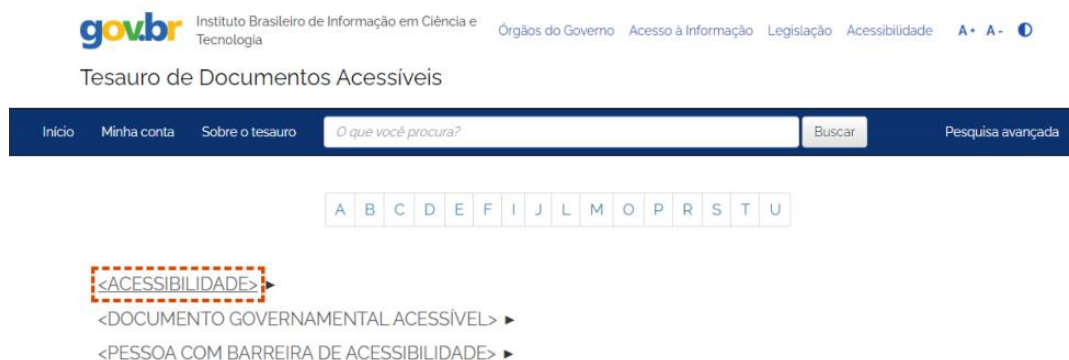 gov.br Instituto Brasileiro de Informação em Ciência e Tecnologia
Órgãos do Governo Acesso à Informação Legislação Acessibilidade A+ A-
Tesauro de Documentos Acessíveis
Início Minha conta Sobre o tesauro O que você procura? Buscar Pesquisa avançada
A B C D E F I J L M O P R S T U
<ACESSIBILIDADE> ►
<DOCUMENTO GOVERNAMENTAL ACESSÍVEL> ►
<PESSOA COM BARREIRA DE ACESSIBILIDADE> ►